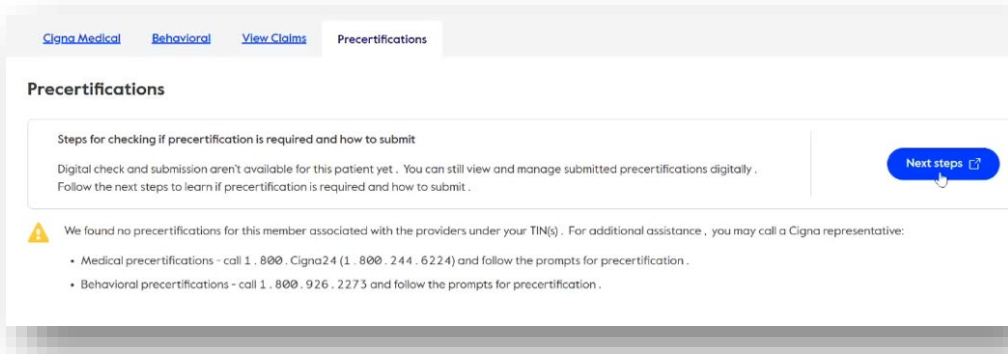 Cigna Medical Behavioral View Claims Precertifications
Precertifications
Steps for checking if precertification is required and how to submit
Digital check and submission aren't available for this patient yet. You can still view and manage submitted precertifications digitally.
Follow the next steps to learn if precertification is required and how to submit.
Next steps
We found no precertifications for this member associated with the providers under your TIN(s). For additional assistance, you may call a Cigna representative:
• Medical precertifications - call 1.800.Cigna24 (1.800.244.6224) and follow the prompts for precertification.
• Behavioral precertifications - call 1.800.926.2273 and follow the prompts for precertification.